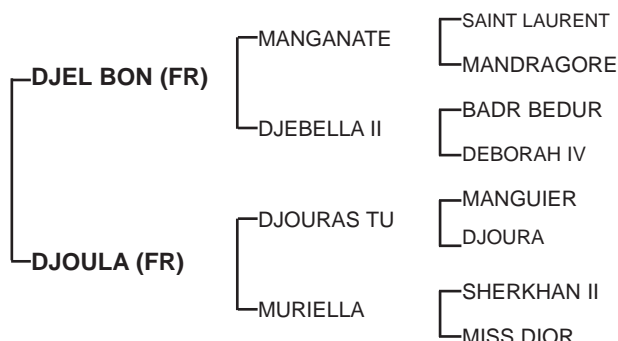 SAINT LAURENT
MANGANATE
MANDRAGORE
DJEL BON (FR)
BADR BEDUR
DJEBELLA II
DEBORAH IV
MANGUIER
DJOURAS TU
DJOURA
DJOULA (FR)
SHERKHAN II
MURIELLA
MISS DIOR